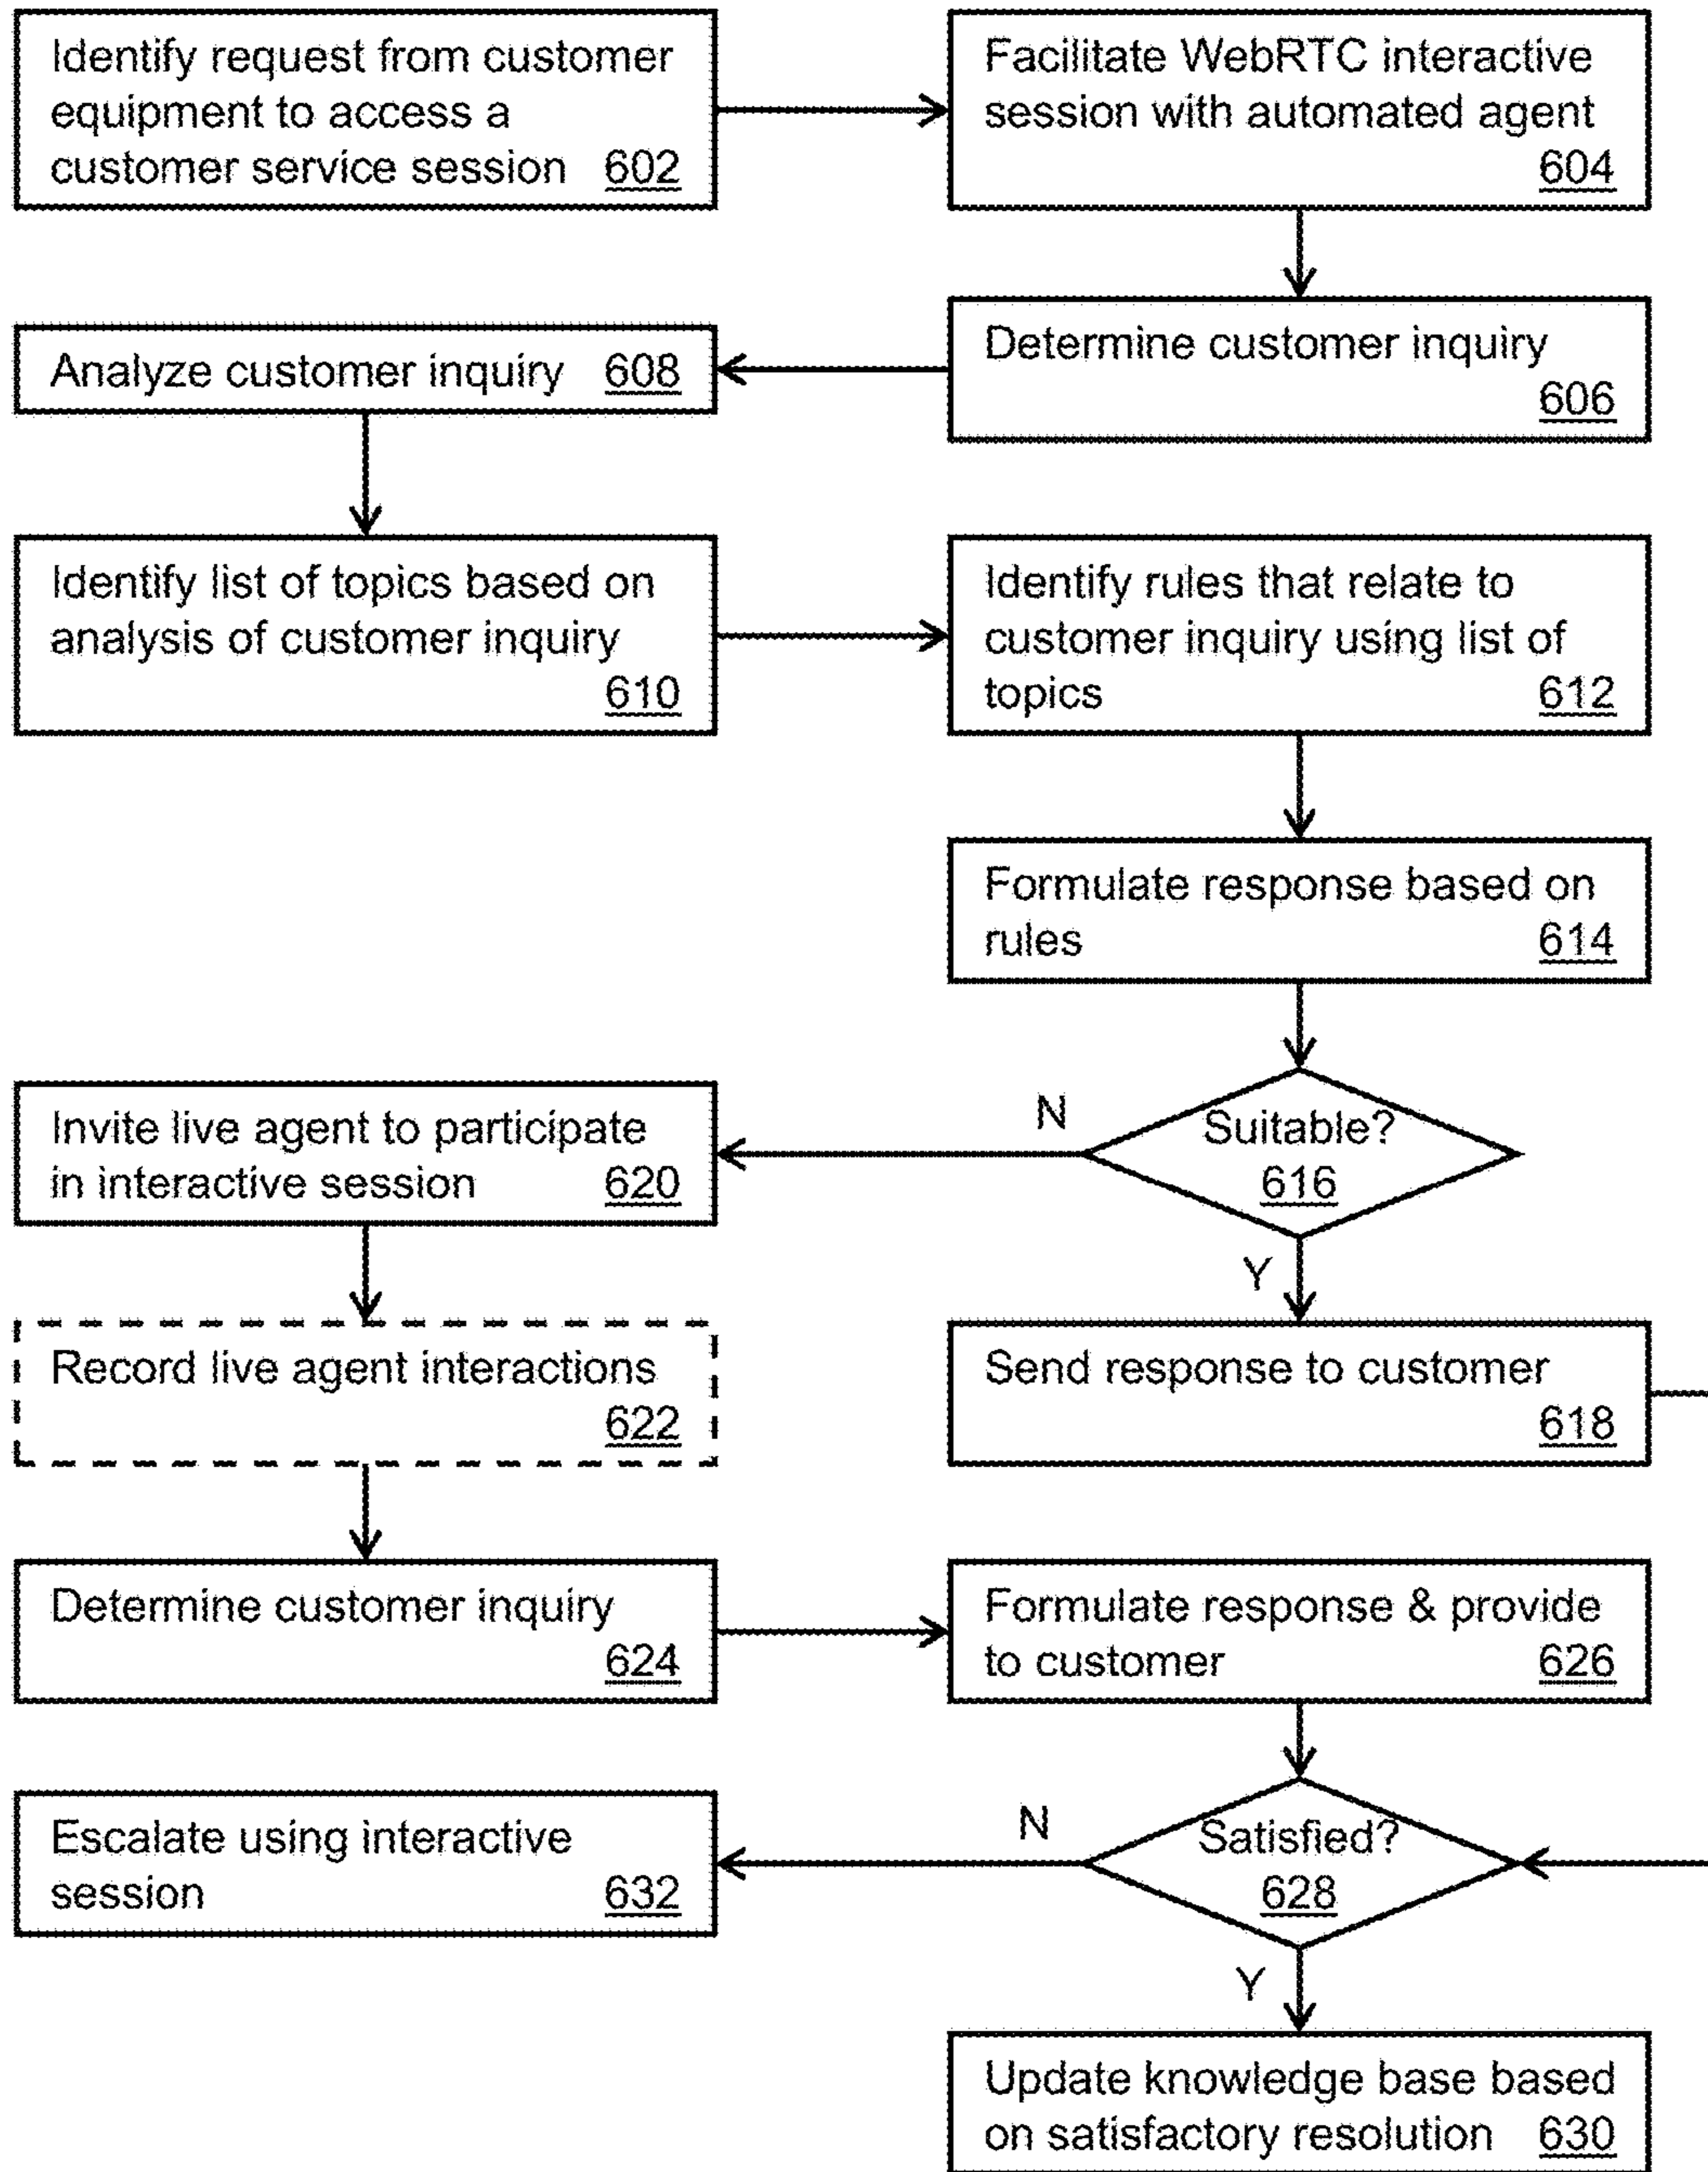 Identify request from customer
equipment to access a
customer service session 602
Facilitate WebRTC interactive
session with automated agent
604
Determine customer inquiry
606
Analyze customer inquiry 608
Identify list of topics based on
analysis of customer inquiry
610
Identify rules that relate to
customer inquiry using list of
topics 612
Formulate response based on
rules 614
Suitable?
616
N
Y
Invite live agent to participate
in interactive session 620
Send response to customer
618
Record live agent interactions
622
Determine customer inquiry
624
Formulate response & provide
to customer 626
Satisfied?
628
N
Y
Escalate using interactive
session 632
Update knowledge base based
on satisfactory resolution 630